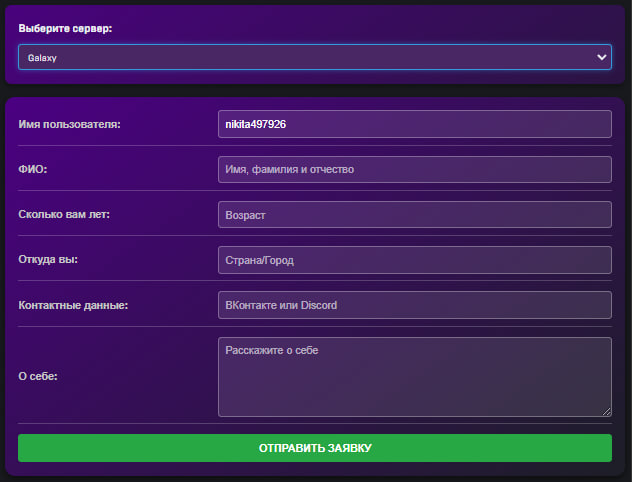 Выберите сервер:
Galaxy
Имя пользователя: nikita497926
ФИО: Имя, фамилия и отчество
Сколько вам лет: Возраст
Откуда вы: Страна/Город
Контактные данные: ВКонтакте или Discord
О себе: Расскажите о себе
ОТПРАВИТЬ ЗАЯВКУ